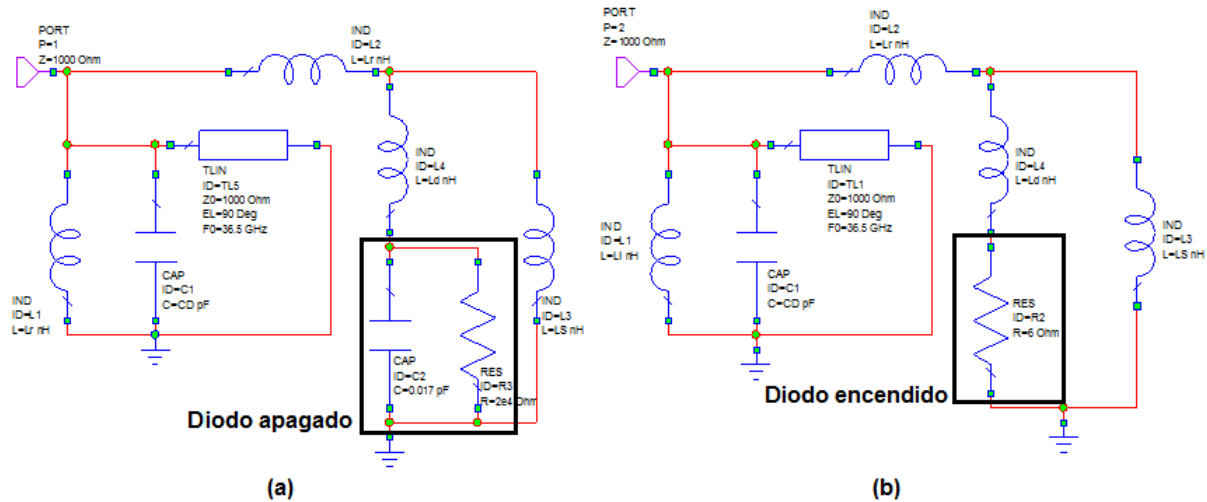 PORT
P=1
Z=1000 Ohm
IND
ID=L2
L=Lr nH
IND
ID=L4
L=Ld nH
TLIN
ID=TL5
Z0=1000 Ohm
EL=90 Deg
F0=36.5 GHz
IND
ID=L1
L=Lr nH
CAP
ID=C1
C=CD pF
CAP
ID=C2
C=0.017 pF
RES
ID=R3
R=2e4 Ohm
IND
ID=L3
L=LS nH
Diodo apagado
(a)
PORT
P=2
Z=1000 Ohm
IND
ID=L2
L=Lr nH
IND
ID=L4
L=Ld nH
TLIN
ID=TL1
Z0=1000 Ohm
EL=90 Deg
F0=36.5 GHz
IND
ID=L1
L=Ll nH
CAP
ID=C1
C=CD pF
RES
ID=R2
R=6 Ohm
IND
ID=L3
L=LS nH
Diodo encendido
(b)